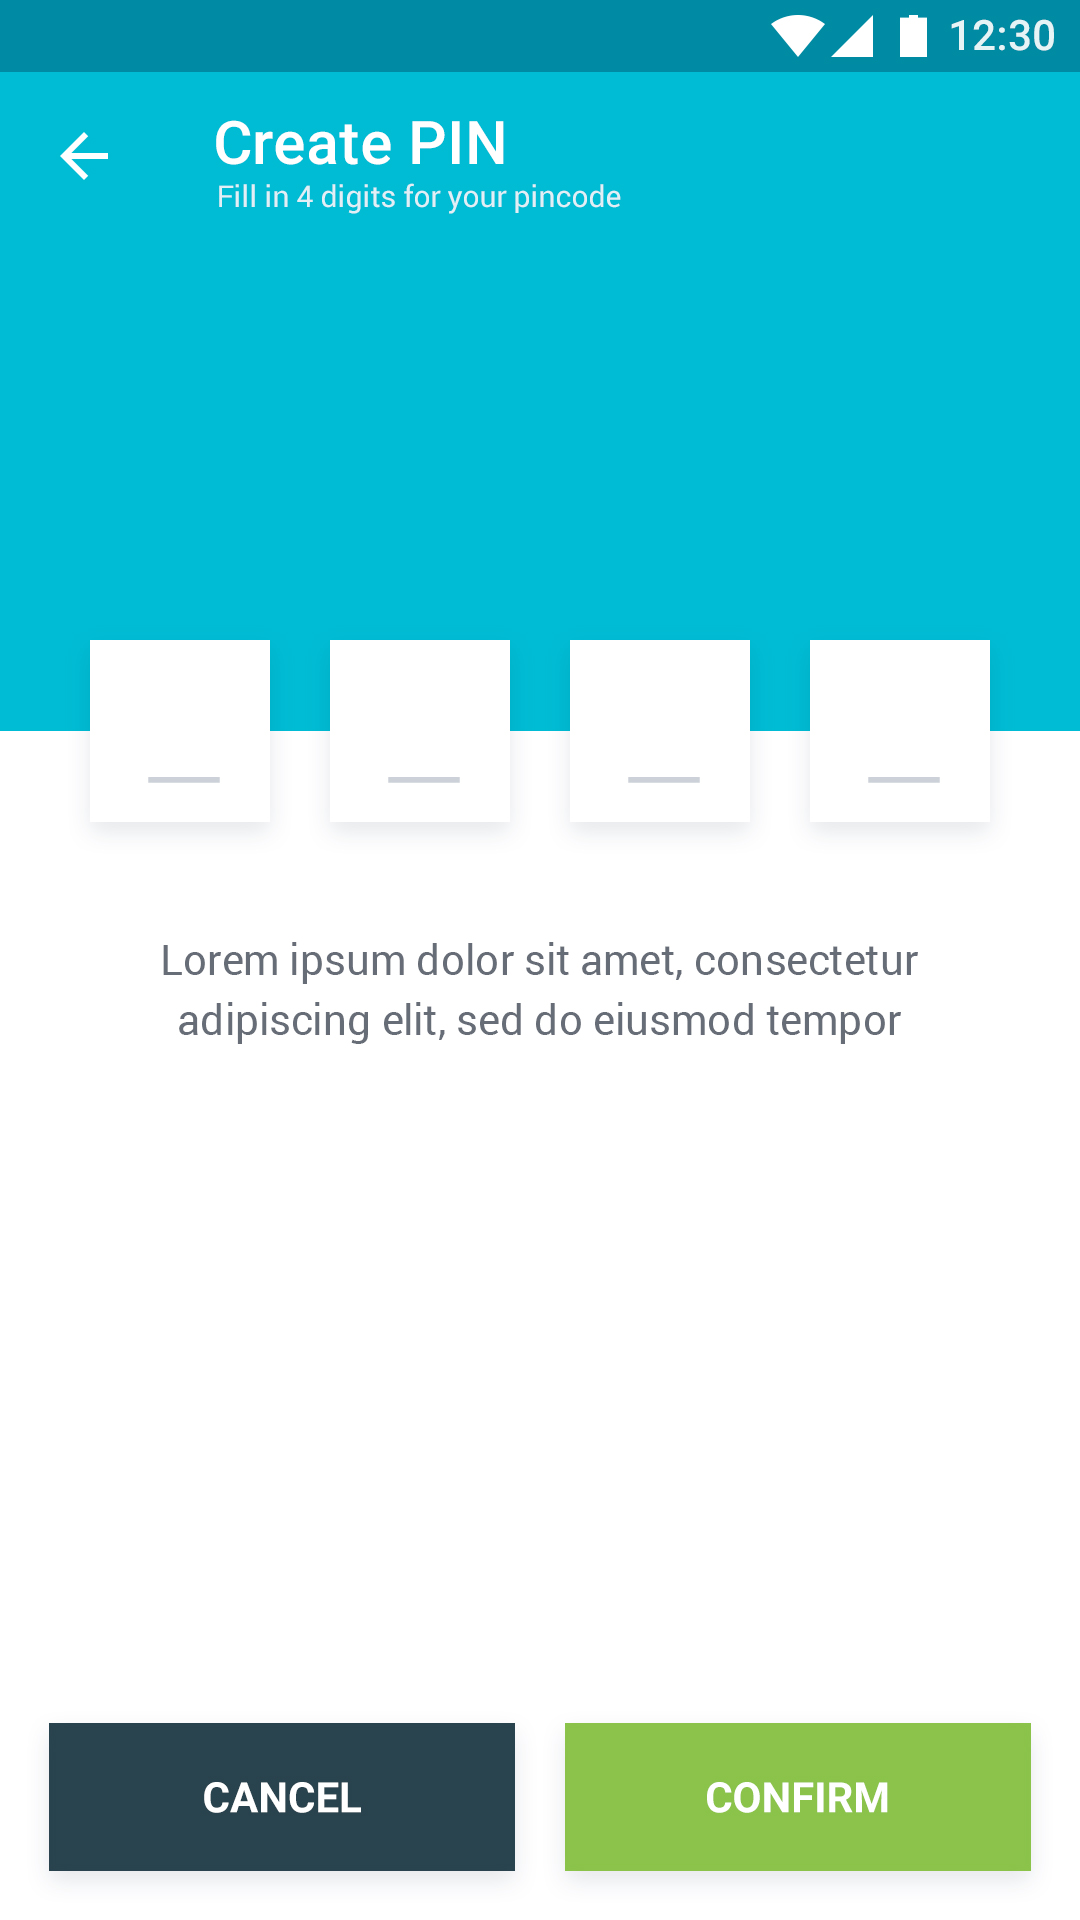 12:30
Create PIN
Fill in 4 digits for your pincode
Lorem ipsum dolor sit amet, consectetur
adipiscing elit, sed do eiusmod tempor
CANCEL
CONFIRM